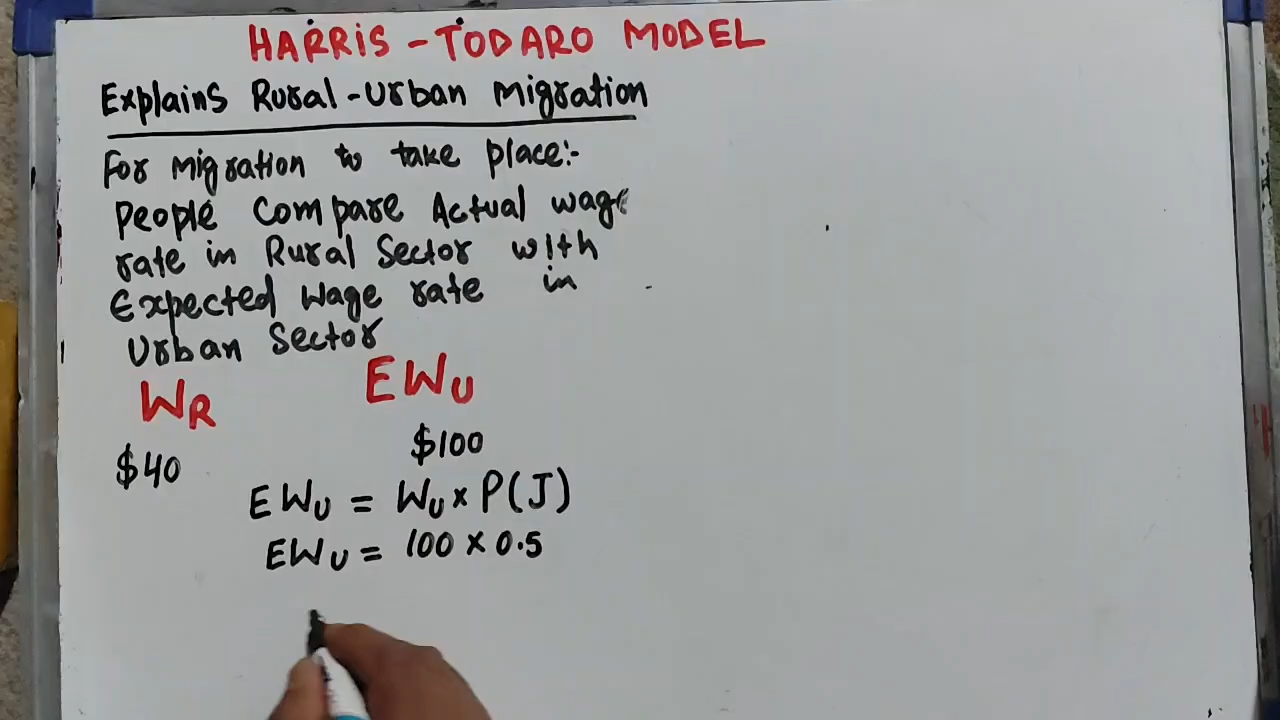 HARRIS - TODARO MODEL
Explains Rural-Urban Migration
For migration to take place:-
People Compare Actual wage
rate in Rural Sector with
Expected wage rate in
Urban Sector
WR EWU
$40 $100
EWU = WU × P(J)
EWU = 100 × 0.5